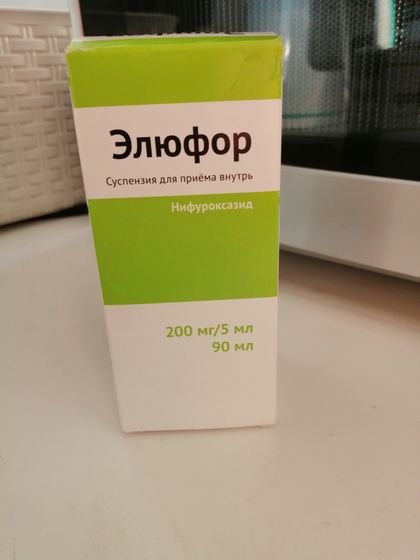 Элюфор
Суспензия для приёма внутрь
Нифуроксазид
200 мг/5 мл
90 мл